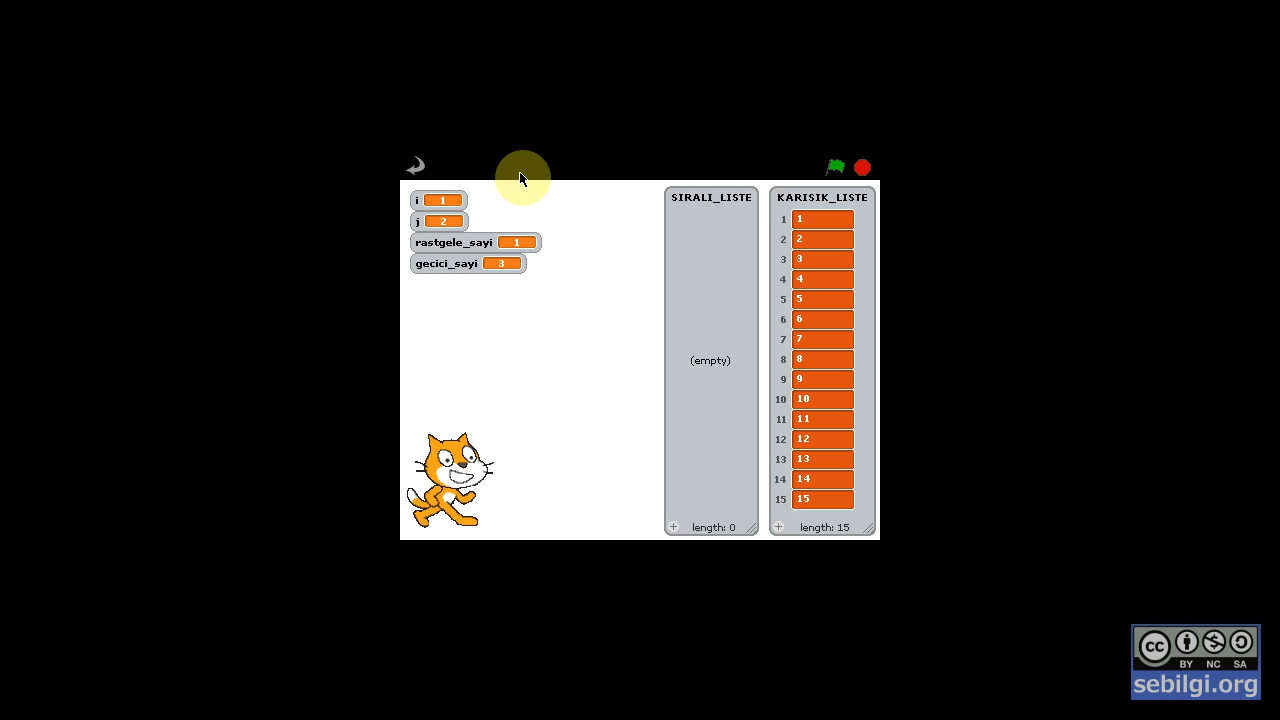 i 1
j 2
rastgele_sayi 1
gecici_sayi 3
SIRALI_LISTE
(empty)
+ length: 0
KARISIK_LISTE
1 1
2 2
3 3
4 4
5 5
6 6
7 7
8 8
9 9
10 10
11 11
12 12
13 13
14 14
15 15
+ length: 15
cc
BY NC SA
sebilgi.org